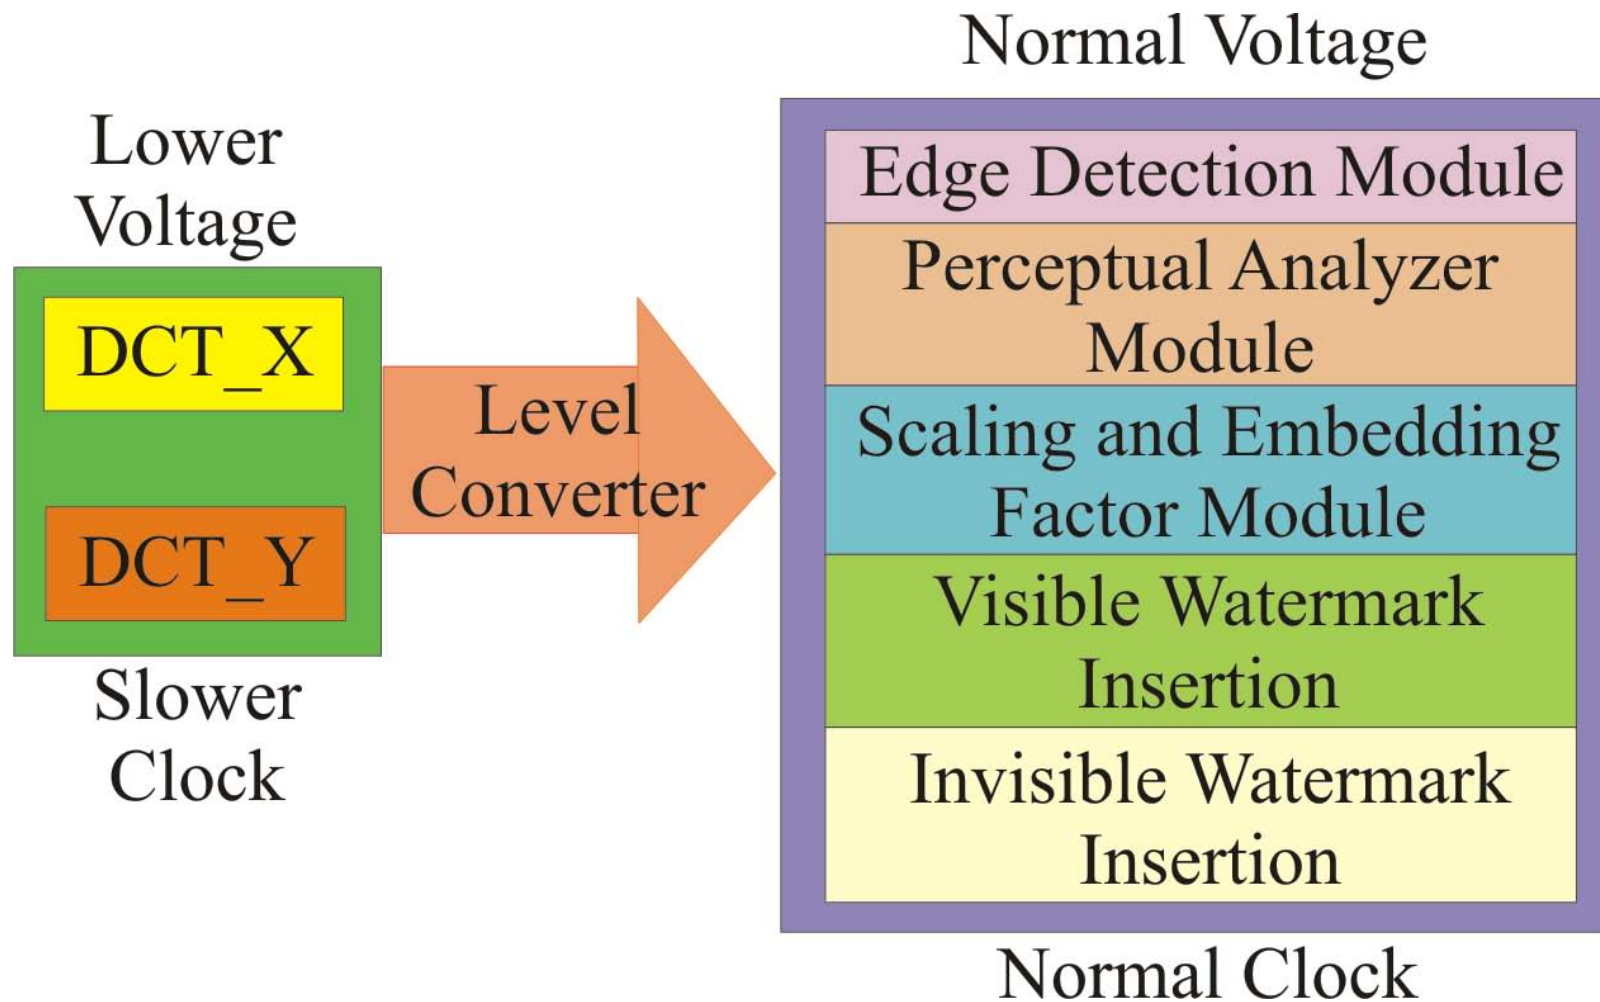 Lower
Voltage
DCT_X
DCT_Y
Slower
Clock
Level
Converter
Normal Voltage
Edge Detection Module
Perceptual Analyzer
Module
Scaling and Embedding
Factor Module
Visible Watermark
Insertion
Invisible Watermark
Insertion
Normal Clock